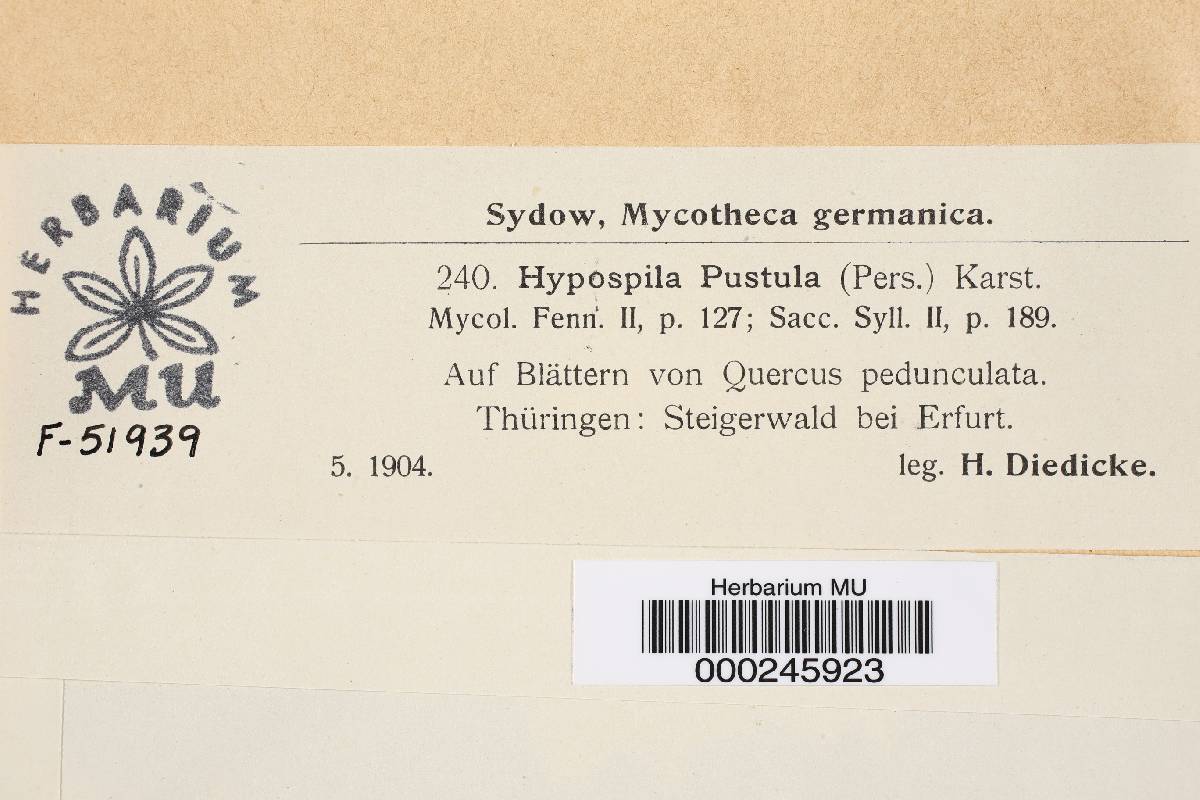 HERBARIUM
MU
F-51939
Sydow, Mycotheca germanica.
240. Hypospila Pustula (Pers.) Karst.
Mycol. Fenn. II, p. 127; Sacc. Syll. II, p. 189.
Auf Blättern von Quercus pedunculata.
Thüringen: Steigerwald bei Erfurt.
5. 1904. leg. H. Diedicke.
Herbarium MU
000245923